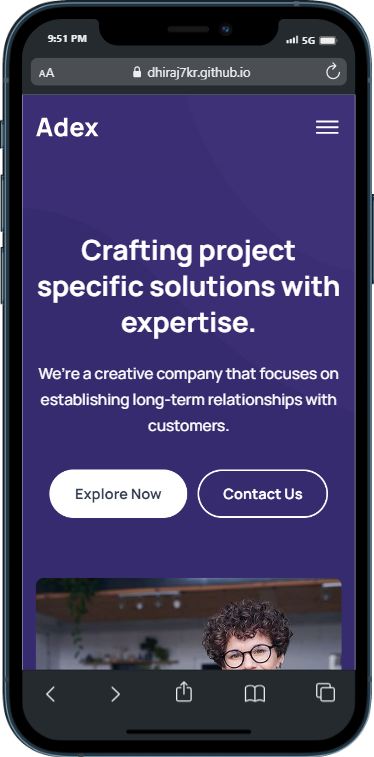 9:51 PM
5G
AA
dhiraj7kr.github.io
Adex
Crafting project
specific solutions with
expertise.
We're a creative company that focuses on
establishing long-term relationships with
customers.
Explore Now
Contact Us